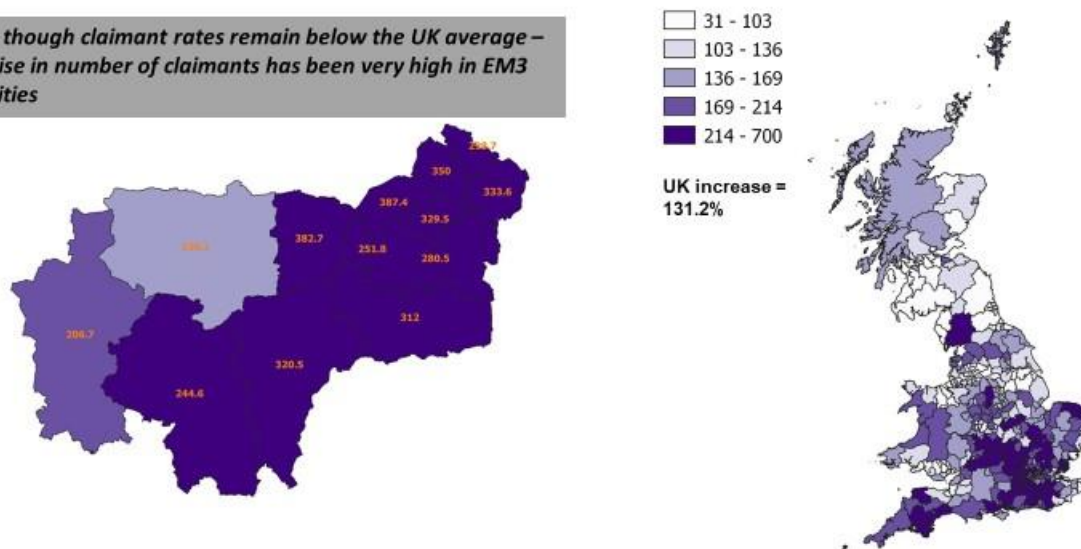 though claimant rates remain below the UK average –
ise in number of claimants has been very high in EM3
ities
31 - 103
103 - 136
136 - 169
169 - 214
214 - 700
UK increase =
131.2%
350
333.6
387.4
329.5
382.7
251.8
280.5
312
206.7
320.5
244.6